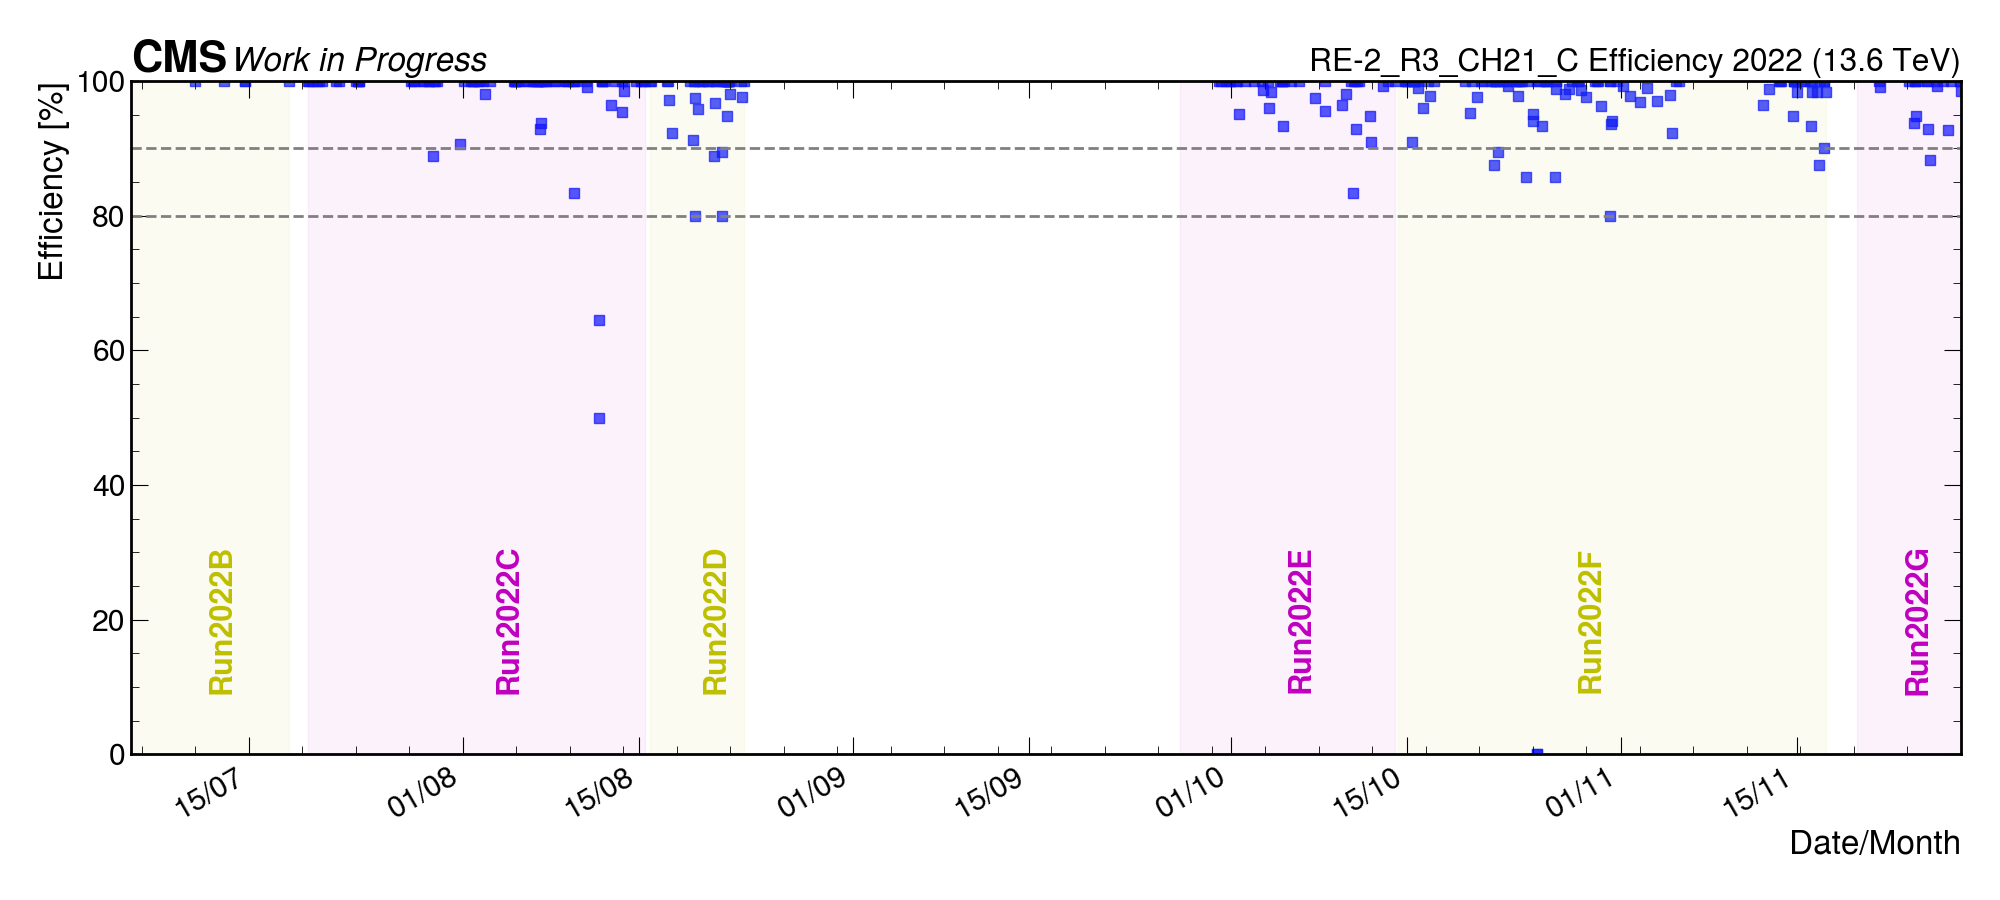 CMS Work in Progress
RE-2_R3_CH21_C Efficiency 2022 (13.6 TeV)
Efficiency [%]
100
80
60
40
20
0
Run2022B
Run2022C
Run2022D
Run2022E
Run2022F
Run2022G
15/07
01/08
15/08
01/09
15/09
01/10
15/10
01/11
15/11
Date/Month